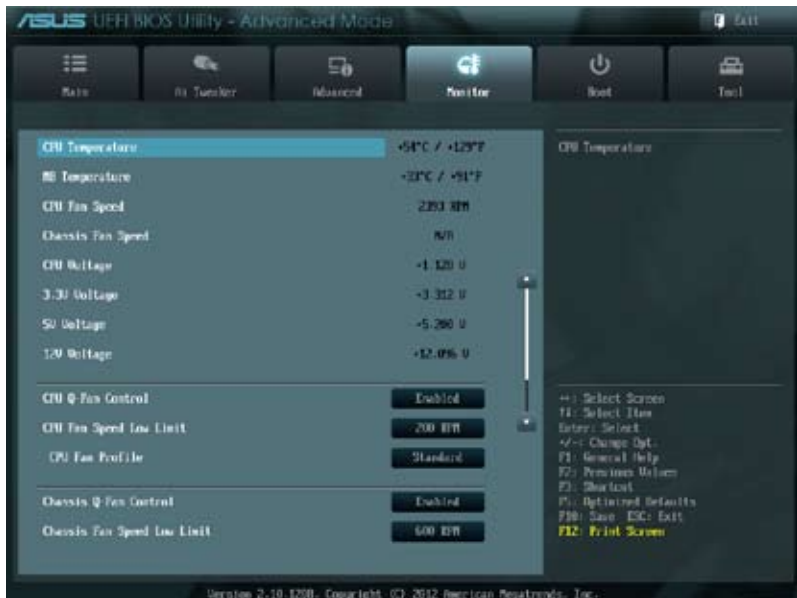 ASUS UEFI BIOS Utility - Advanced Mode
Exit
Main
Ai Tweaker
Advanced
Monitor
Boot
Tool
CPU Temperature +54°C / +129°F
CPU Temperature
MB Temperature +33°C / +91°F
CPU Fan Speed 2393 RPM
Chassis Fan Speed N/A
CPU Voltage +1.128 V
3.3V Voltage +3.312 V
5V Voltage +5.200 V
12V Voltage +12.096 V
CPU Q-Fan Control Enabled
CPU Fan Speed Low Limit 200 RPM
CPU Fan Profile Standard
Chassis Q-Fan Control Enabled
Chassis Fan Speed Low Limit 600 RPM
→←: Select Screen
↑↓: Select Item
Enter: Select
+/-: Change Opt.
F1: General Help
F2: Previous Values
F3: Shortcut
F5: Optimized Defaults
F10: Save ESC: Exit
F12: Print Screen
Version 2.10.1208. Copyright (C) 2012 American Megatrends, Inc.